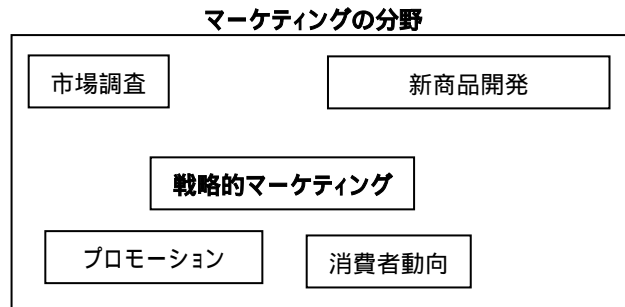 マーケティングの分野
市場調査
新商品開発
戦略的マーケティング
プロモーション
消費者動向